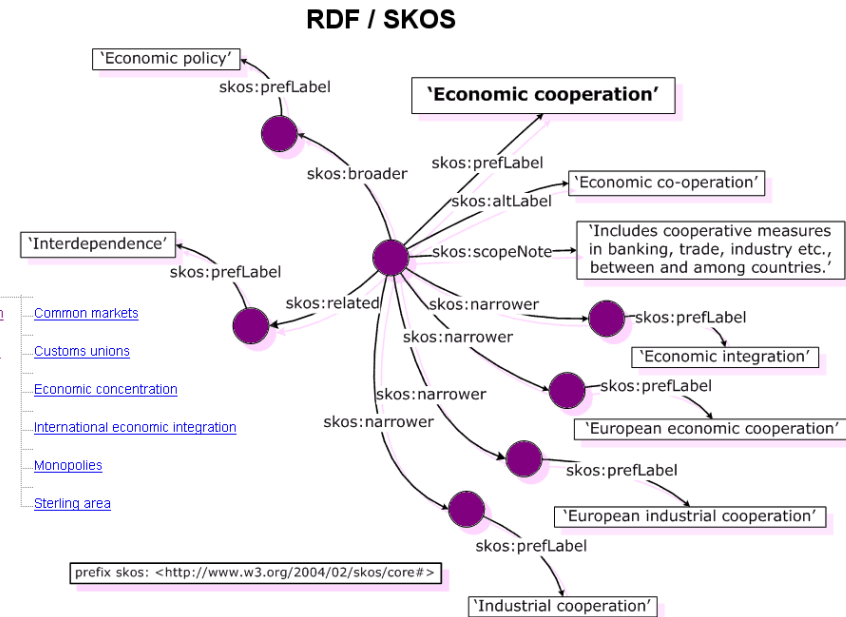 RDF / SKOS
‘Economic policy’
skos:prefLabel
‘Economic cooperation’
skos:prefLabel
skos:broader
‘Economic co-operation’
skos:altLabel
‘Includes cooperative measures
in banking, trade, industry etc.,
between and among countries.’
skos:scopeNote
‘Interdependence’
skos:prefLabel
skos:related
skos:narrower
skos:prefLabel
‘Economic integration’
skos:narrower
skos:prefLabel
‘European economic cooperation’
skos:narrower
skos:prefLabel
‘European industrial cooperation’
skos:narrower
skos:prefLabel
‘Industrial cooperation’
Common markets
Customs unions
Economic concentration
International economic integration
Monopolies
Sterling area
prefix skos: <http://www.w3.org/2004/02/skos/core#>